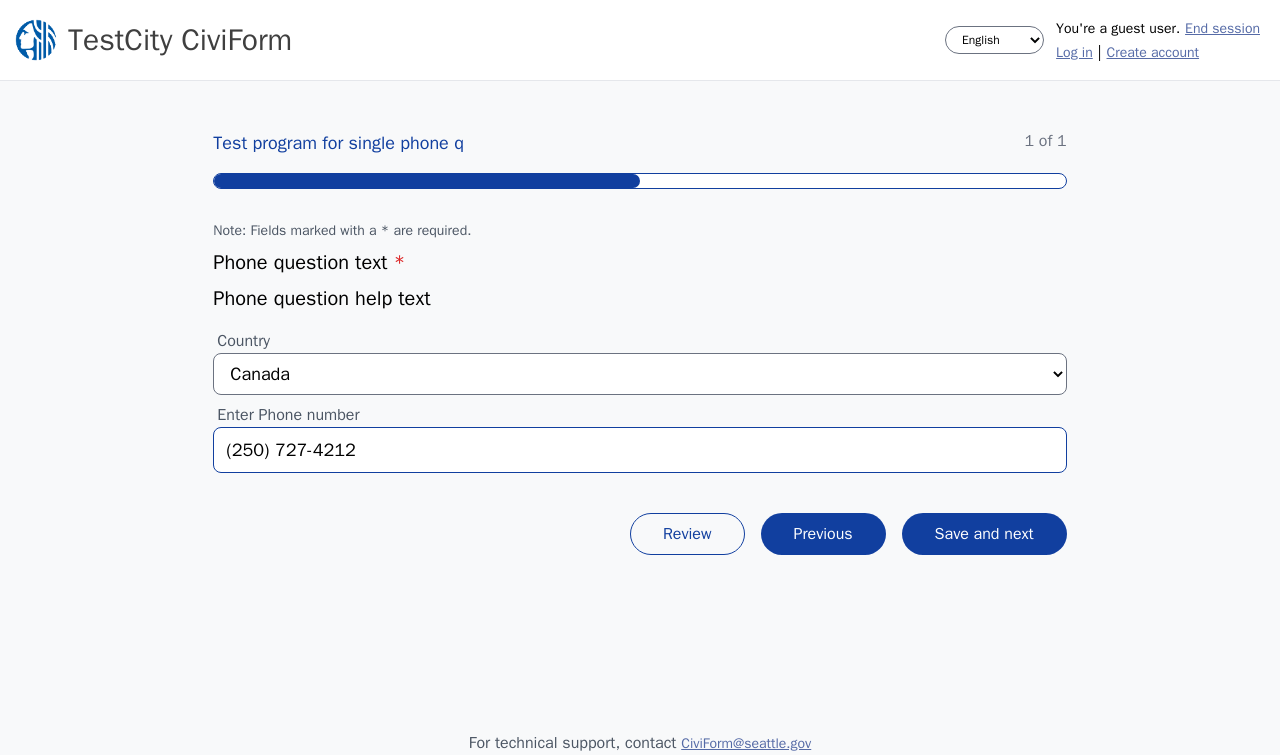 TestCity CiviForm
English
You're a guest user. End session
Log in | Create account
Test program for single phone q
1 of 1
Note: Fields marked with a * are required.
Phone question text *
Phone question help text
Country
Canada
Enter Phone number
(250) 727-4212
Review
Previous
Save and next
For technical support, contact CiviForm@seattle.gov